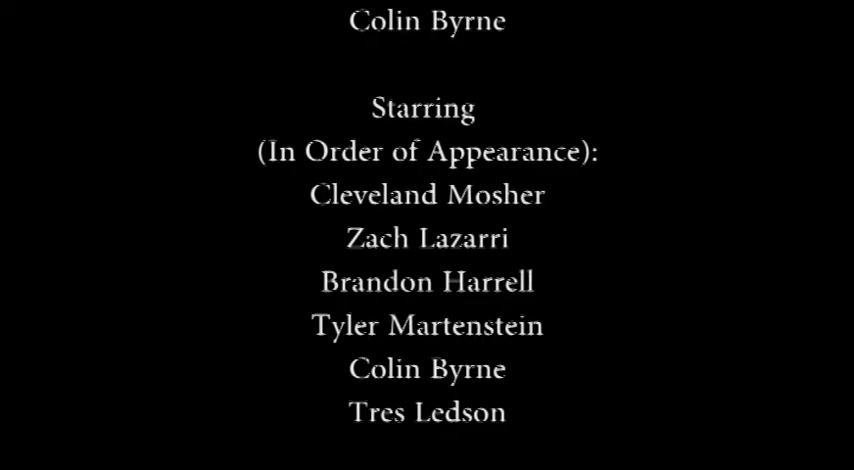 Colin Byrne
Starring
(In Order of Appearance):
Cleveland Mosher
Zach Lazarri
Brandon Harrell
Tyler Martenstein
Colin Byrne
Tres Ledson